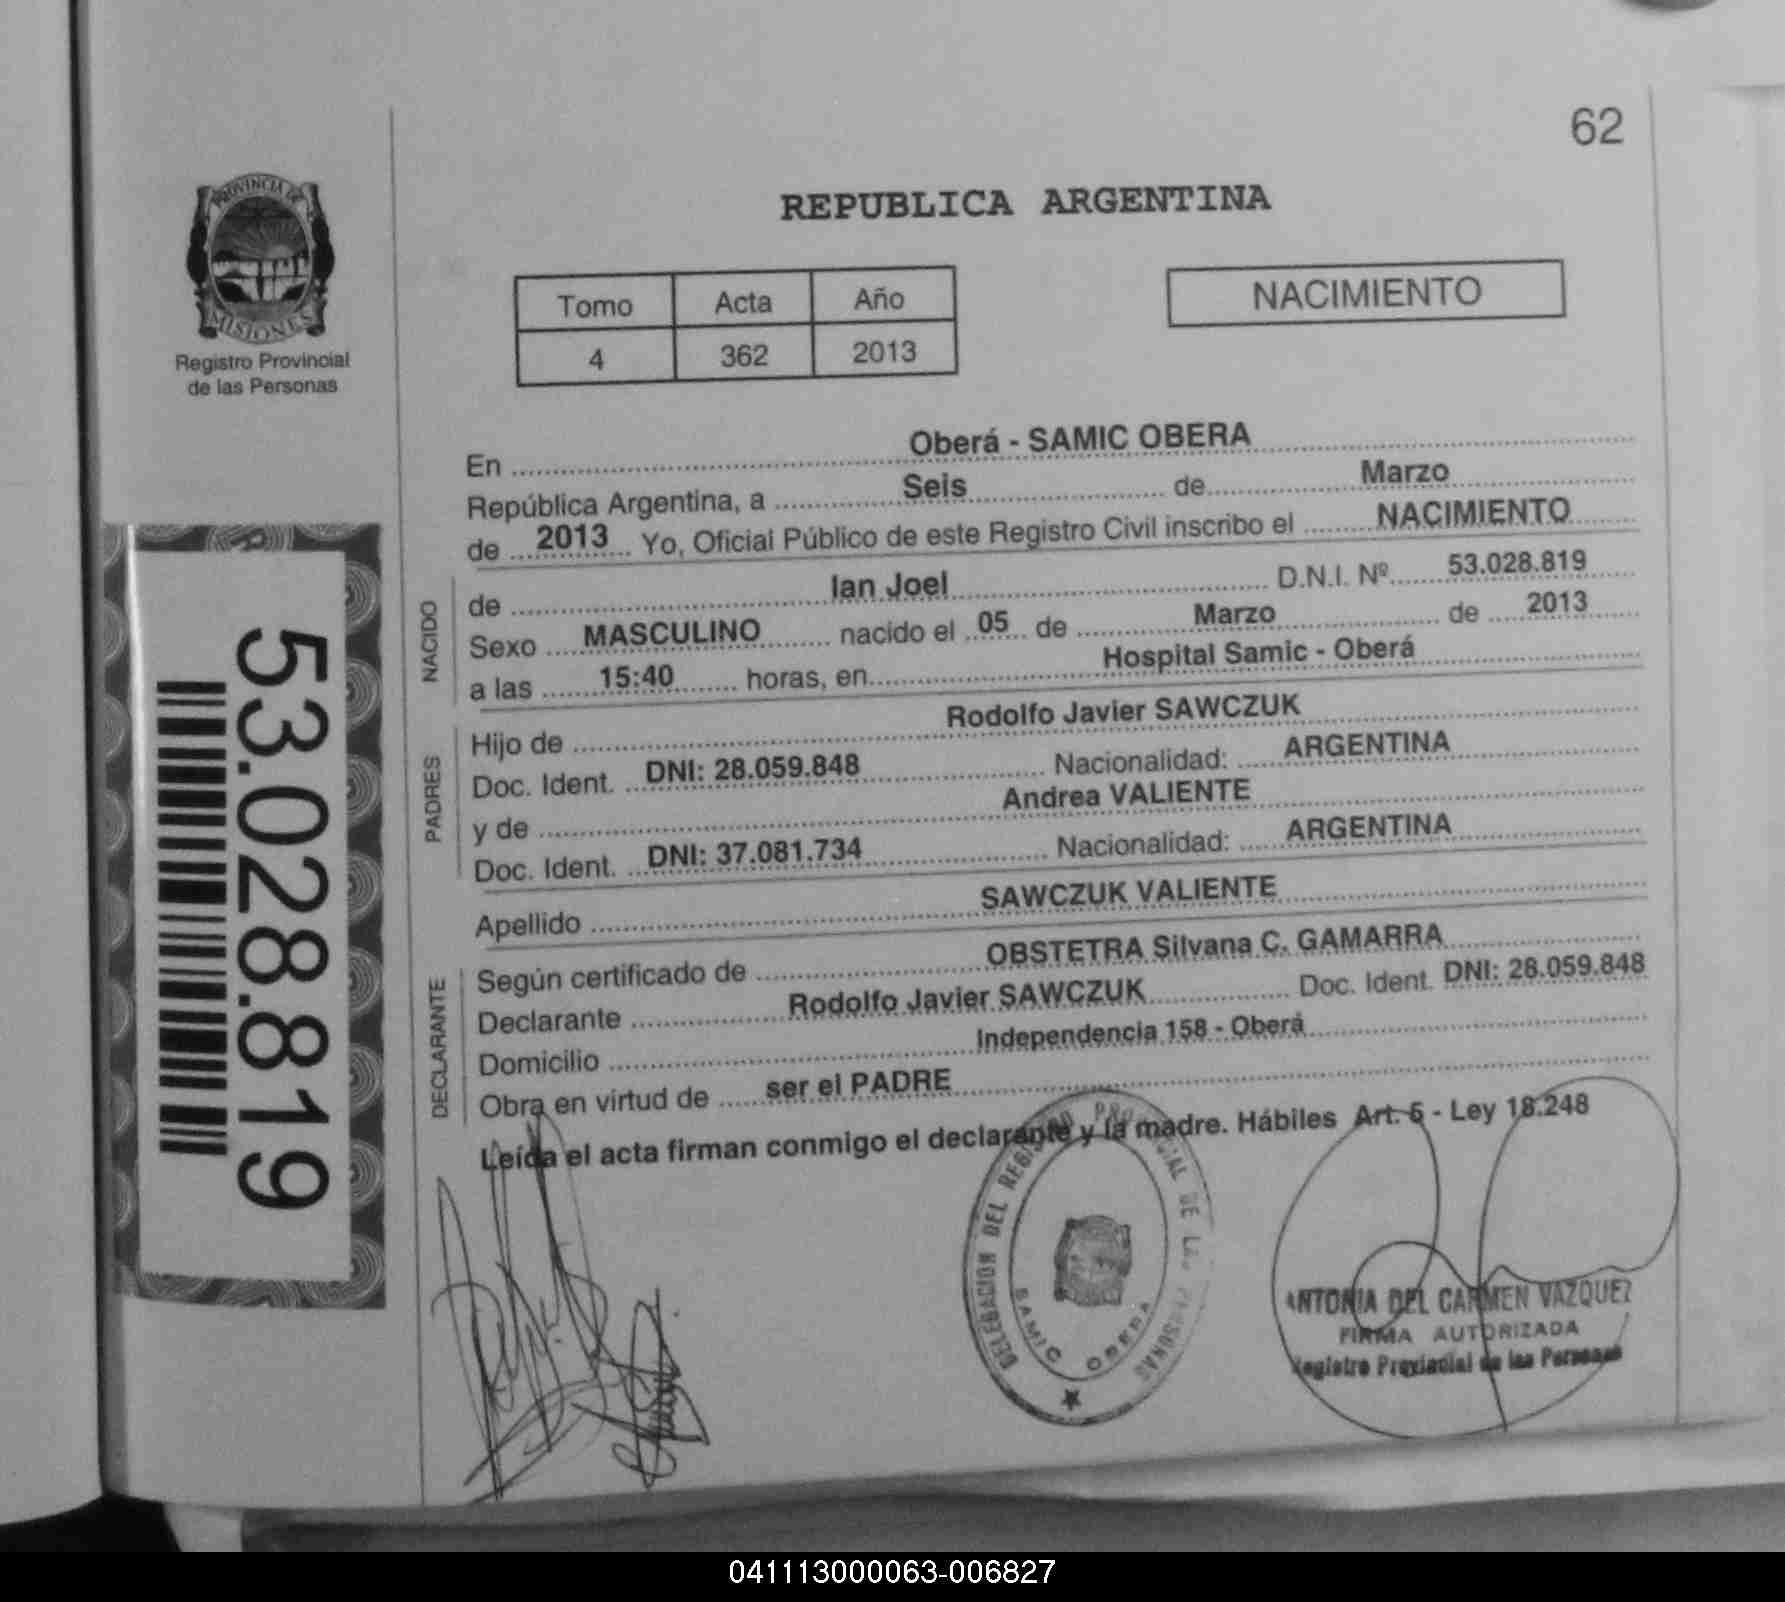 62
PROVINCIA DE
MISIONES
Registro Provincial
de las Personas
REPUBLICA ARGENTINA
Tomo Acta Año
4 362 2013
NACIMIENTO
53.028.819
En Oberá - SAMIC OBERA
República Argentina, a Seis de Marzo
de 2013 Yo, Oficial Público de este Registro Civil inscribo el NACIMIENTO
NACIDO
de Ian Joel D.N.I. Nº 53.028.819
Sexo MASCULINO nacido el 05 de Marzo de 2013
a las 15:40 horas, en Hospital Samic - Oberá
PADRES
Hijo de Rodolfo Javier SAWCZUK
Doc. Ident. DNI: 28.059.848 Nacionalidad: ARGENTINA
y de Andrea VALIENTE
Doc. Ident. DNI: 37.081.734 Nacionalidad: ARGENTINA
Apellido SAWCZUK VALIENTE
DECLARANTE
Según certificado de OBSTETRA Silvana C. GAMARRA
Declarante Rodolfo Javier SAWCZUK Doc. Ident. DNI: 28.059.848
Domicilio Independencia 158 - Oberá
Obra en virtud de ser el PADRE
Leída el acta firman conmigo el declarante y la madre. Hábiles Art. 5 - Ley 18.248
DELEGACION DEL REGISTRO PROVINCIAL DE LAS PERSONAS
SAMIC OBERA
ANTONIA DEL CARMEN VAZQUEZ
FIRMA AUTORIZADA
Registro Provincial de las Personas
041113000063-006827